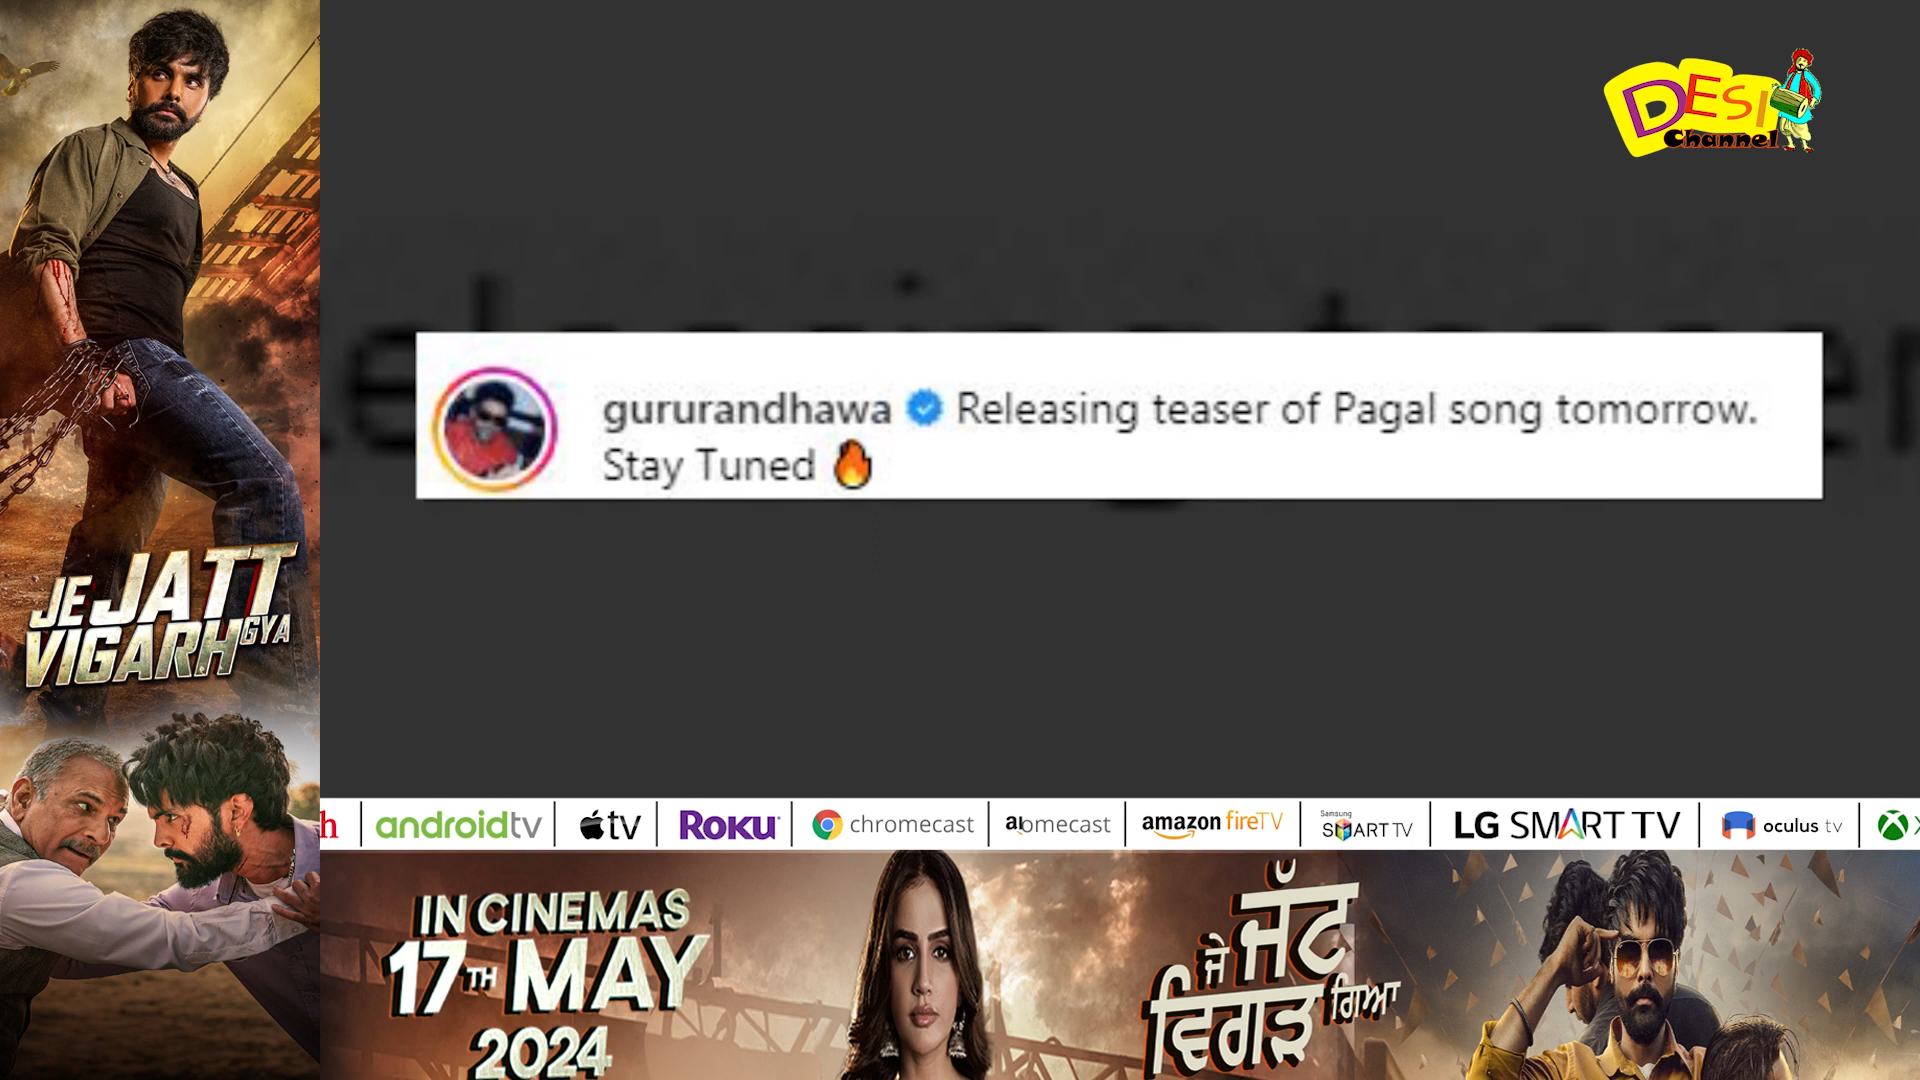 DESI
Channel
gururandhawa Releasing teaser of Pagal song tomorrow.
Stay Tuned 🔥
JE JATT
VIGARH GYA
h androidtv tv ROKU chromecast aiomecast amazon fireTV Samsung SMART TV LG SMART TV oculus tv
IN CINEMAS
17TH MAY
2024
ਜੇ ਜੱਟ
ਵਿਗੜ ਗਿਆ